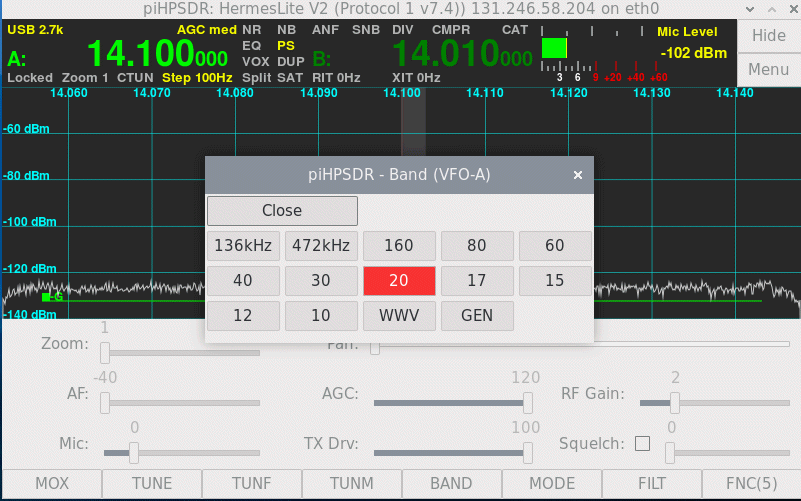 piHPSDR: HermesLite V2 (Protocol 1 v7.4)) 131.246.58.204 on eth0
USB 2.7k AGC med NR NB ANF SNB DIV CMPR CAT Mic Level Hide
A: 14.100000 EQ PS B: 14.010000 -102 dBm
VOX DUP
Locked Zoom 1 CTUN Step 100Hz Split SAT RIT 0Hz XIT 0Hz 3 6 9 +20 +40 +60 Menu
14.060 14.070 14.080 14.090 14.100 14.110 14.120 14.130 14.140
-60 dBm
-80 dBm
-100 dBm
-120 dBm
-G
-140 dBm
piHPSDR - Band (VFO-A) ×
Close
136kHz 472kHz 160 80 60
40 30 20 17 15
12 10 WWV GEN
Zoom: 1 Pan:
AF: -40 AGC: 120 RF Gain: 2
Mic: 0 TX Drv: 100 Squelch: 0
MOX TUNE TUNF TUNM BAND MODE FILT FNC(5)